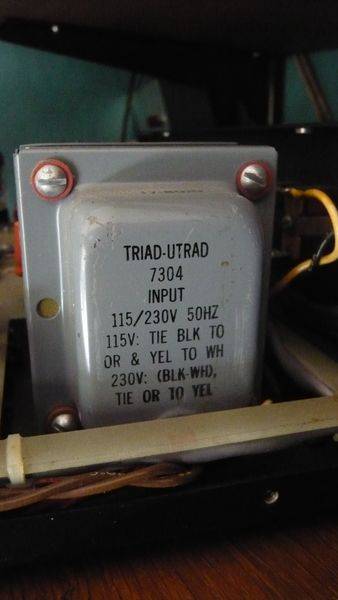 TRIAD-UTRAD
7304
INPUT
115/230V 50HZ
115V: TIE BLK TO
OR & YEL TO WH
230V: (BLK-WH),
TIE OR TO YEL